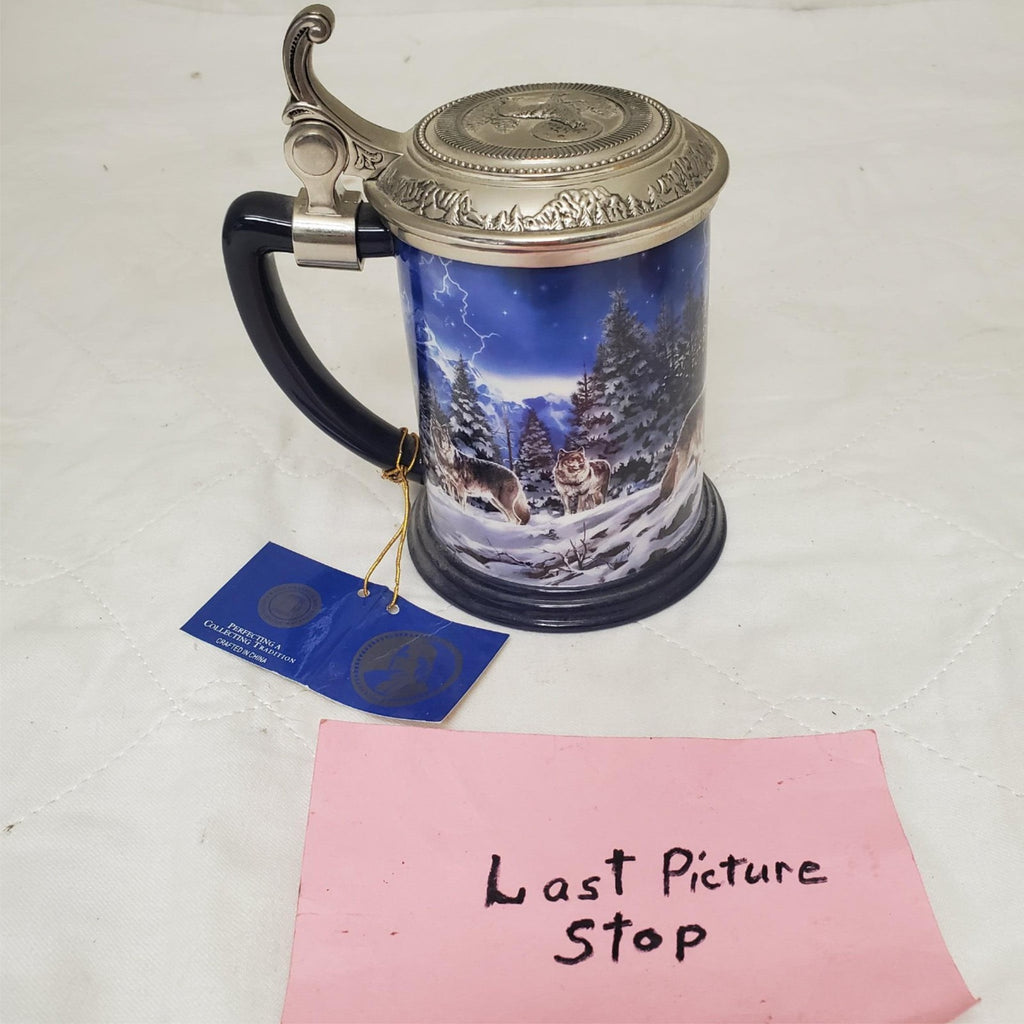 PERFECTING A
COLLECTING TRADITION
CRAFTED IN CHINA
Last Picture
Stop